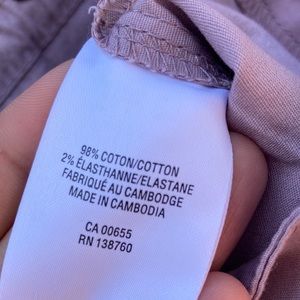 98% COTON/COTTON
2% ÉLASTHANNE/ELASTANE
FABRIQUÉ AU CAMBODGE
MADE IN CAMBODIA
CA 00655
RN 138760